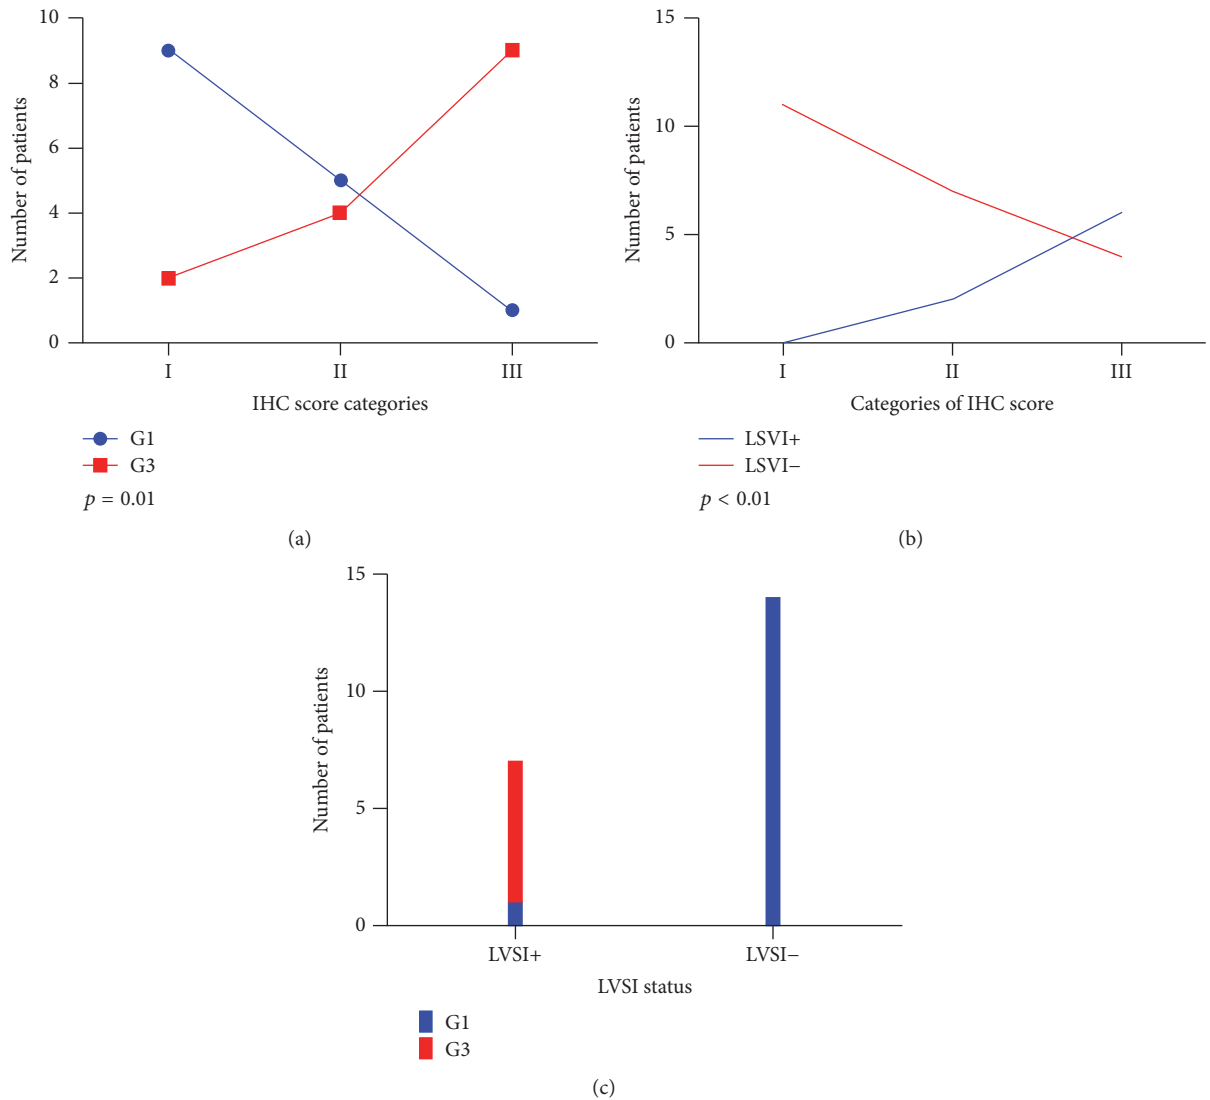 10
8
6
4
2
0
Number of patients
I II III
IHC score categories
G1
G3
p = 0.01
(a)
15
10
5
0
Number of patients
I II III
Categories of IHC score
LSVI+
LSVI−
p < 0.01
(b)
15
10
5
0
Number of patients
LVSI+ LVSI−
LVSI status
G1
G3
(c)